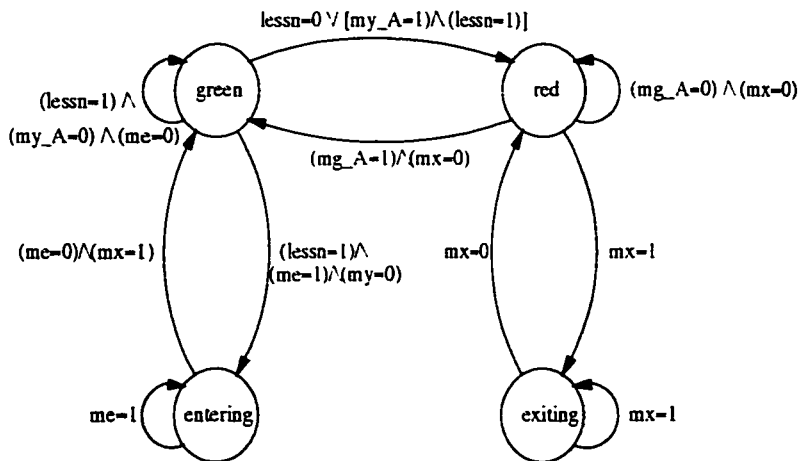 lessn=0 ∨ [my_A=1)∧(lessn=1)]
green
red
(lessn=1) ∧
(my_A=0) ∧(me=0)
(mg_A=0) ∧(mx=0)
(mg_A=1)∧(mx=0)
(me=0)∧(mx=1)
(lessn=1)∧
(me=1)∧(my=0)
mx=0
mx=1
me=1
entering
exiting
mx=1